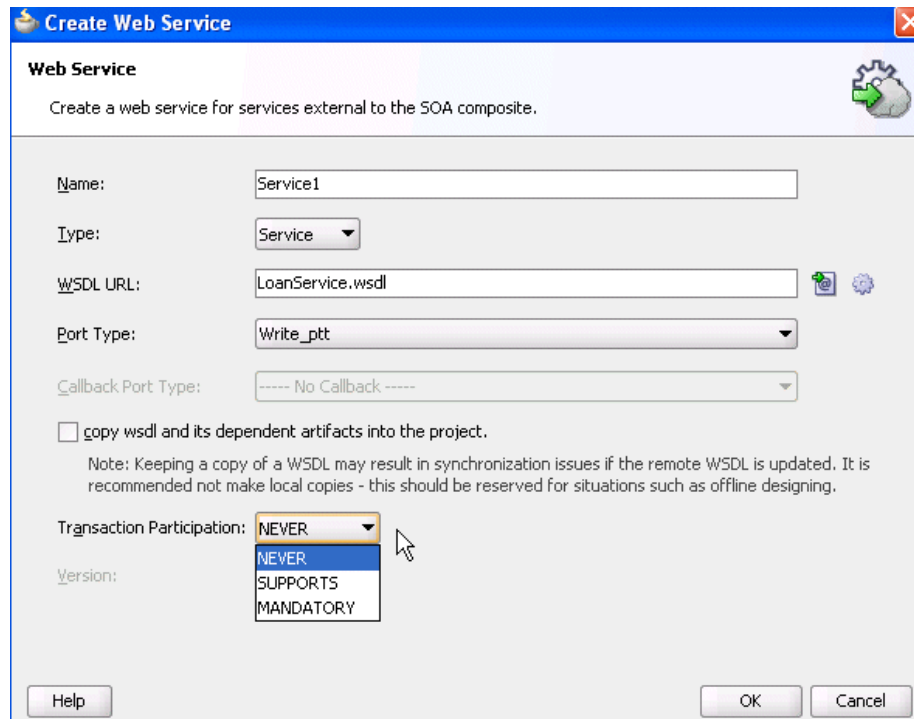 Create Web Service
Web Service
Create a web service for services external to the SOA composite.
Name: Service1
Type: Service
WSDL URL: LoanService.wsdl
Port Type: Write_ptt
Callback Port Type: ----- No Callback -----
copy wsdl and its dependent artifacts into the project.
Note: Keeping a copy of a WSDL may result in synchronization issues if the remote WSDL is updated. It is
recommended not make local copies - this should be reserved for situations such as offline designing.
Transaction Participation: NEVER
NEVER
Version:
SUPPORTS
MANDATORY
Help OK Cancel